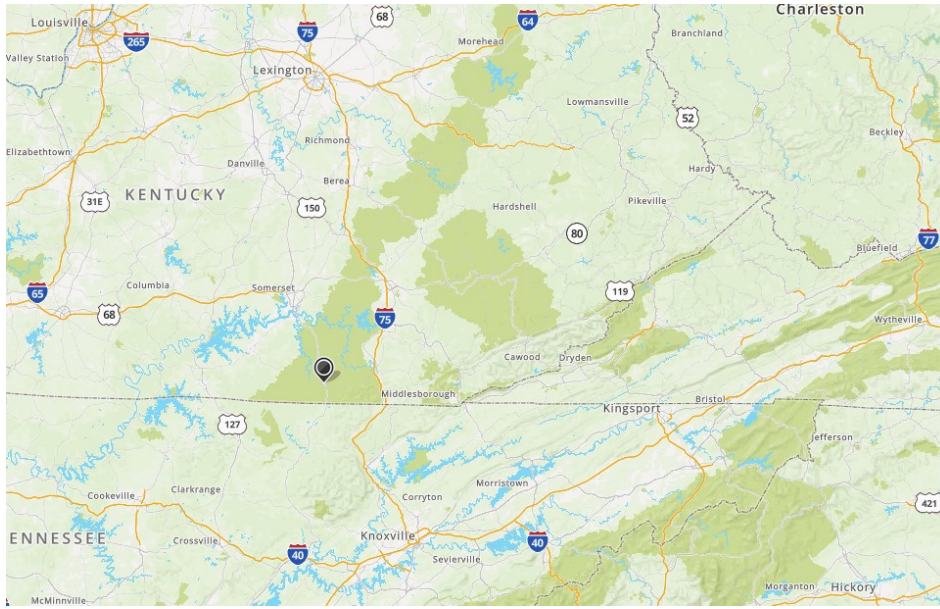 68
Charleston
Louisville
75
64
265
Morehead
Branchland
Valley Station
Lexington
Lowmansville
52
Beckley
Richmond
Elizabethtown
Danville
Berea
Hardy
KENTUCKY
31E
150
Hardshell
Pikeville
80
77
Bluefield
65
Columbia
Somerset
119
68
75
Wytheville
Cawood
Dryden
Middlesborough
Kingsport
Bristol
127
Jefferson
Clarkrange
Cookeville
Morristown
Corryton
421
ENNESSEE
Crossville
Knoxville
40
40
Sevierville
Morganton
Hickory
McMinnville